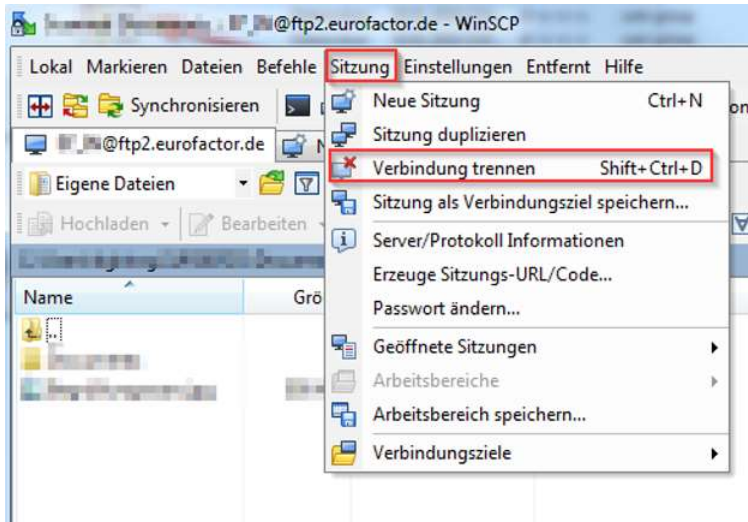 @ftp2.eurofactor.de - WinSCP
Lokal Markieren Dateien Befehle Sitzung Einstellungen Entfernt Hilfe
Synchronisieren
Neue Sitzung Ctrl+N
@ftp2.eurofactor.de
Sitzung duplizieren
Verbindung trennen Shift+Ctrl+D
Eigene Dateien
Sitzung als Verbindungsziel speichern...
Hochladen Bearbeiten
Server/Protokoll Informationen
Erzeuge Sitzungs-URL/Code...
Name Grö
Passwort ändern...
..
Geöffnete Sitzungen
Arbeitsbereiche
Arbeitsbereich speichern...
Verbindungsziele